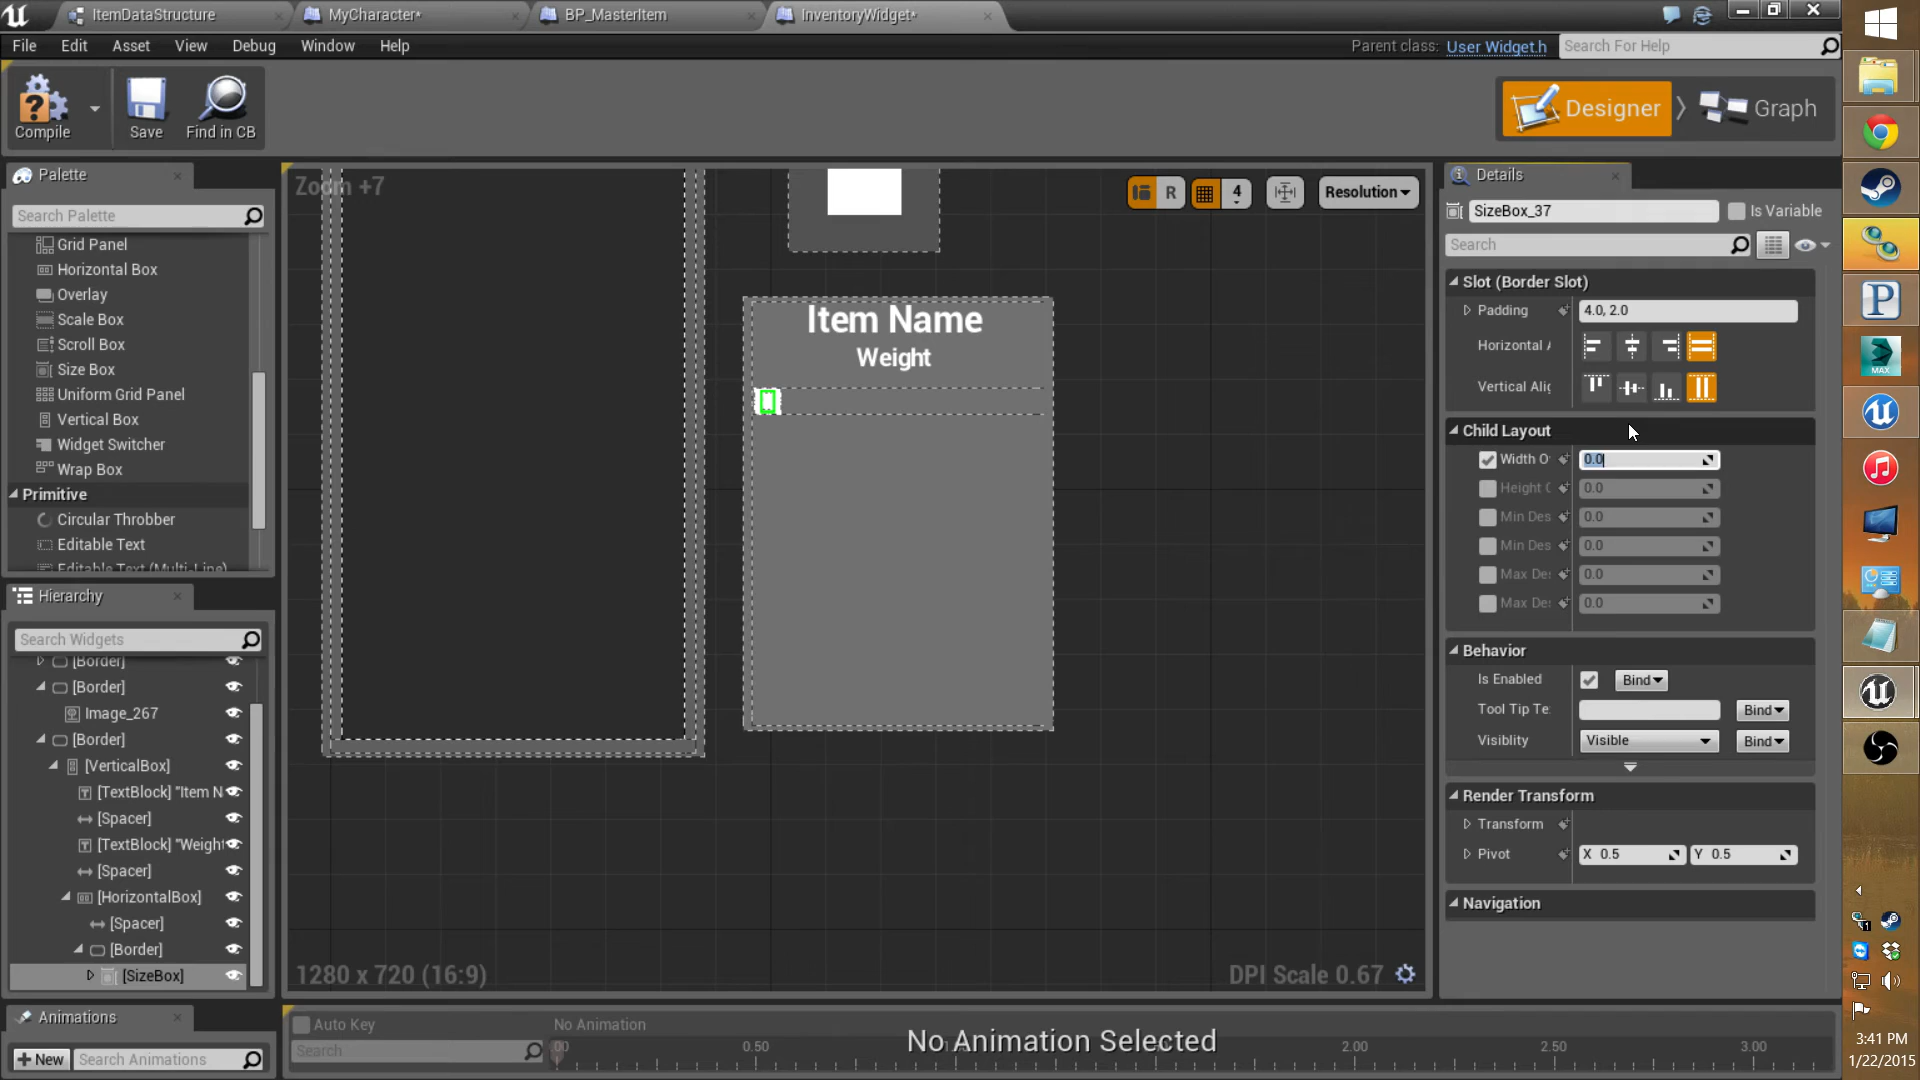 ItemDataStructure
MyCharacter*
BP_MasterItem
InventoryWidget*
File Edit Asset View Debug Window Help
Parent class: User Widget.h
Search For Help
Compile
Save
Find in CB
Designer
Graph
Palette
Search Palette
Grid Panel
Horizontal Box
Overlay
Scale Box
Scroll Box
Size Box
Uniform Grid Panel
Vertical Box
Widget Switcher
Wrap Box
Primitive
Circular Throbber
Editable Text
Editable Text (Multi-Line)
Hierarchy
Search Widgets
[Border]
[Border]
Image_267
[Border]
[VerticalBox]
[TextBlock] "Item N
[Spacer]
[TextBlock] "Weight
[Spacer]
[HorizontalBox]
[Spacer]
[Border]
[SizeBox]
Animations
+ New
Search Animations
Zoom +7
R
4
Resolution
Item Name
Weight
1280 x 720 (16:9)
DPI Scale 0.67
Auto Key
No Animation
Search
0.50
2.00
2.50
3.00
No Animation Selected
Details
SizeBox_37
Is Variable
Search
Slot (Border Slot)
Padding 4.0, 2.0
Horizontal A
Vertical Alig
Child Layout
Width O 0.0
Height O 0.0
Min Des 0.0
Min Des 0.0
Max De: 0.0
Max De: 0.0
Behavior
Is Enabled Bind
Tool Tip Te: Bind
Visiblity Visible Bind
Render Transform
Transform
Pivot X 0.5 Y 0.5
Navigation
MAX
3:41 PM
1/22/2015